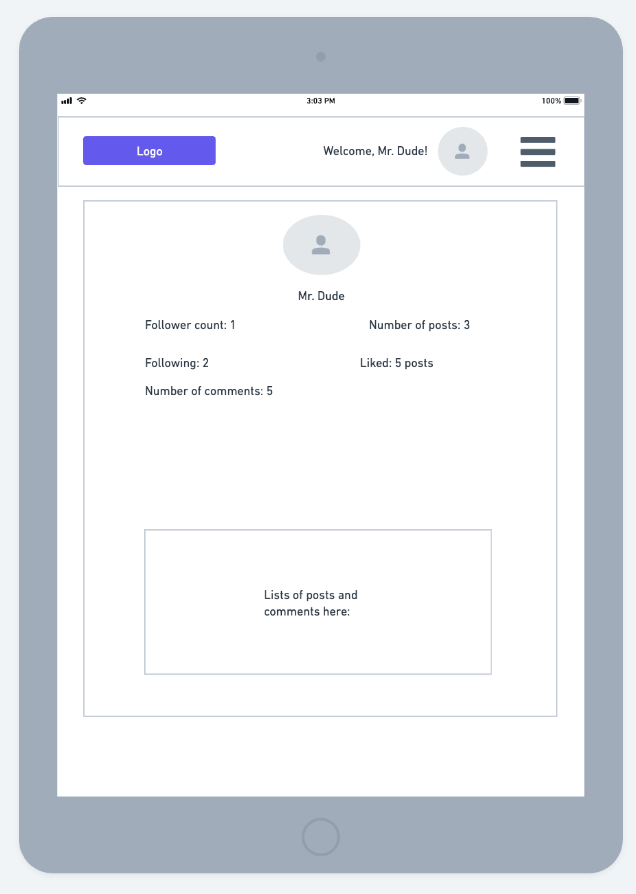 3:03 PM
100%
Logo
Welcome, Mr. Dude!
Mr. Dude
Follower count: 1
Number of posts: 3
Following: 2
Liked: 5 posts
Number of comments: 5
Lists of posts and
comments here: